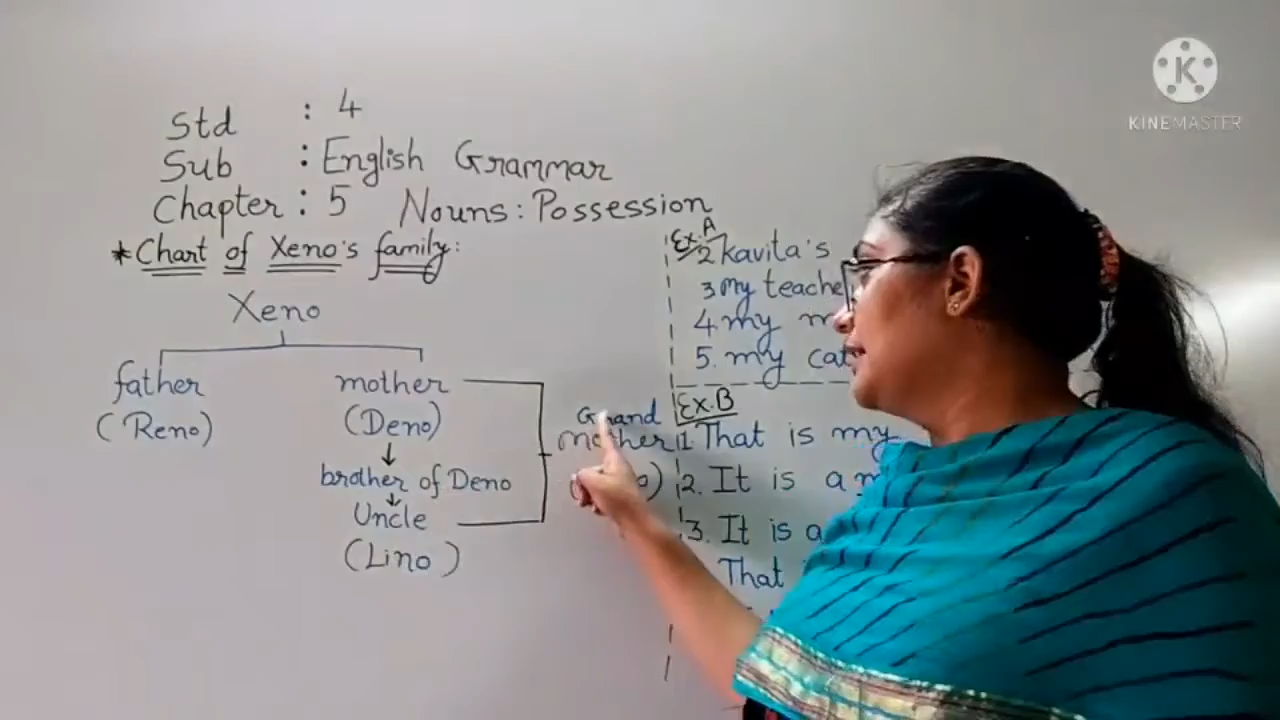 Std : 4
Sub : English Grammar
Chapter : 5 Nouns : Possession
*Chart of Xeno's family:
Xeno
father
mother
(Reno)
(Deno)
brother of Deno
Uncle
(Lino)
Grand
mother
Ex.A
2 Kavita's
3 My
4. my
5. my
Ex.B
1 That is my
2. It is a
3. It is a
That
KINEMASTER